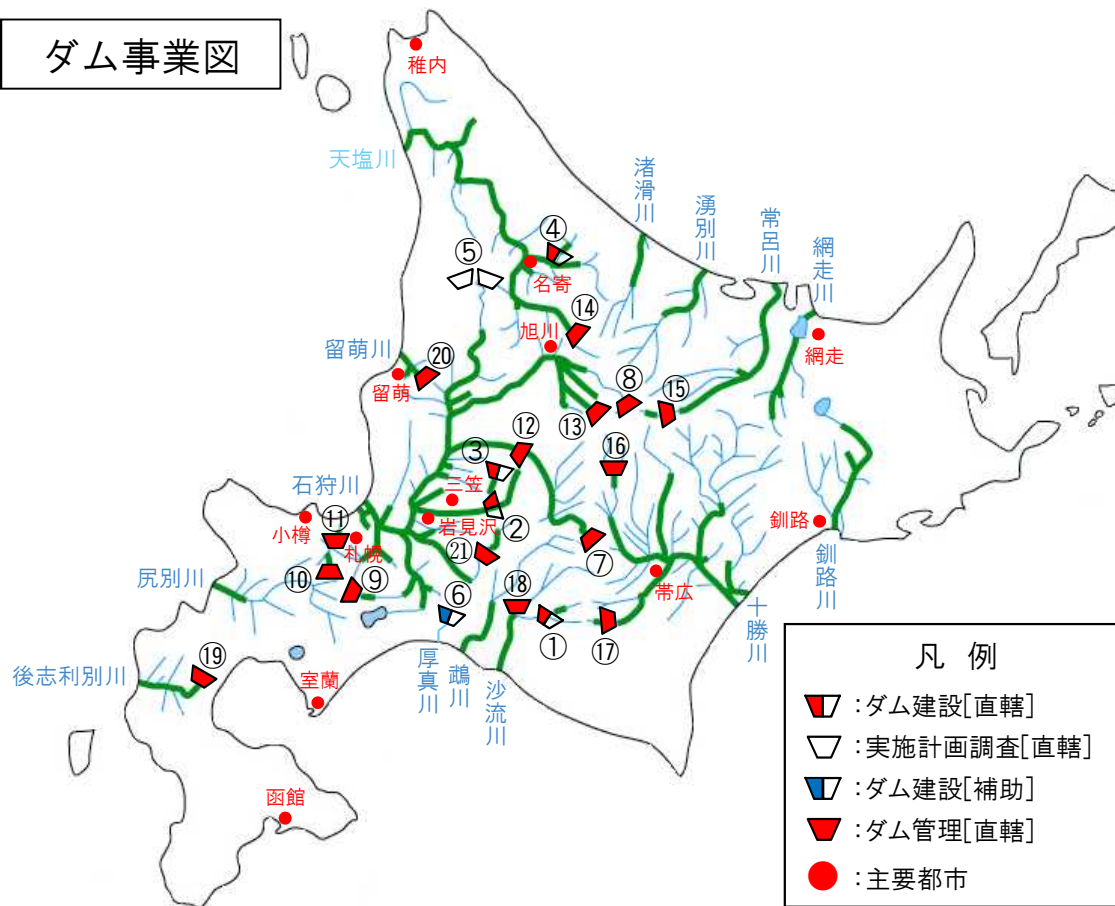 ダム事業図
稚内
天塩川
渚滑川
湧別川
常呂川
網走川
④
⑤
名寄
⑭
旭川
網走
留萌川
⑳
留萌
⑧
⑮
⑬
⑫
⑯
③
三笠
石狩川
小樽
⑪
札幌
岩見沢
②
釧路
釧路川
㉑
⑦
⑩
⑨
尻別川
⑱
帯広
⑥
①
⑰
十勝川
厚真川
鵡川
沙流川
⑲
後志利別川
室蘭
函館
凡 例
:ダム建設[直轄]
:実施計画調査[直轄]
:ダム建設[補助]
:ダム管理[直轄]
:主要都市